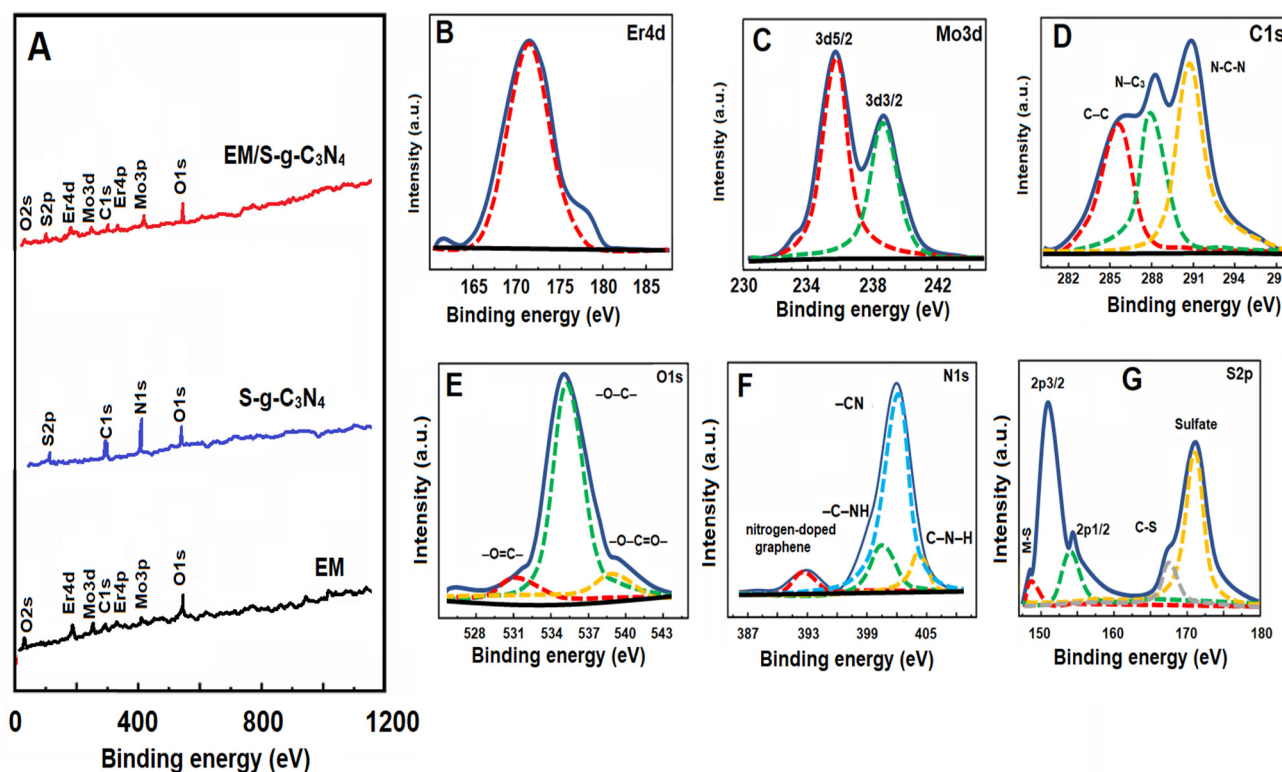 A
EM/S-g-C₃N₄
O2s
S2p
Er4d
Mo3d
C1s
Er4p
Mo3p
O1s
S-g-C₃N₄
S2p
C1s
N1s
O1s
EM
O2s
Er4d
Mo3d
C1s
Er4p
Mo3p
O1s
0 400 800 1200
Binding energy (eV)
B
Er4d
Intensity (a.u.)
165 170 175 180 185
Binding energy (eV)
C
Mo3d
3d5/2
3d3/2
Intensity (a.u.)
230 234 238 242
Binding energy (eV)
D
C1s
C–C
N–C₃
N-C-N
Intensity (a.u.)
282 285 288 291 294 29
Binding energy (eV)
E
O1s
–O–C–
–O=C–
–O–C=O–
Intensity (a.u.)
528 531 534 537 540 543
Binding energy (eV)
F
N1s
–CN
–C–NH
nitrogen-doped
graphene
C–N–H
Intensity (a.u.)
387 393 399 405
Binding energy (eV)
G
S2p
2p3/2
Sulfate
2p1/2
C-S
M-S
Intensity (a.u.)
150 160 170 180
Binding energy (eV)